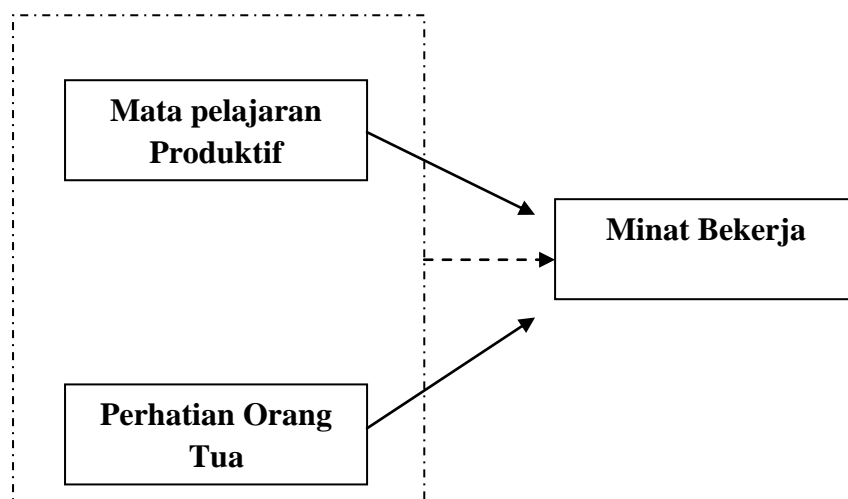 Mata pelajaran
Produktif
Minat Bekerja
Perhatian Orang
Tua